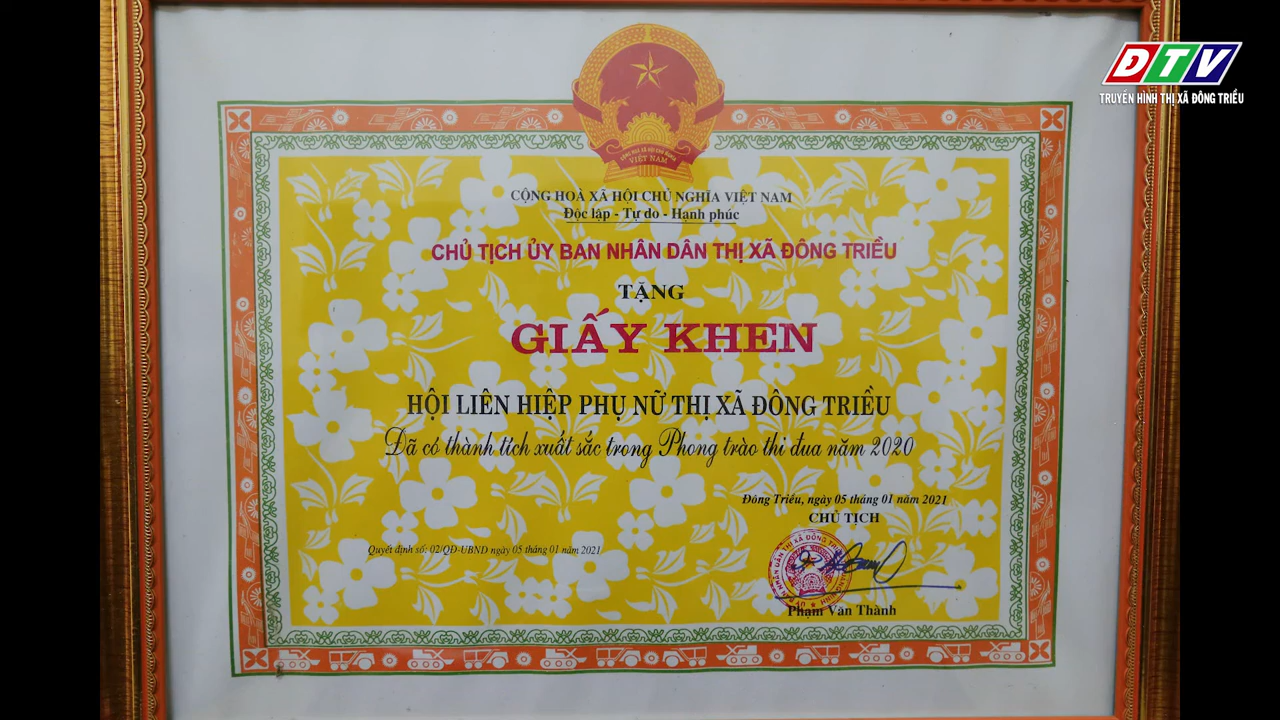 ĐTV
TRUYỀN HÌNH THỊ XÃ ĐÔNG TRIỀU
VIỆT NAM
CỘNG HOÀ XÃ HỘI CHỦ NGHĨA VIỆT NAM
Độc lập - Tự do - Hạnh phúc
CHỦ TỊCH ỦY BAN NHÂN DÂN THỊ XÃ ĐÔNG TRIỀU
TẶNG
GIẤY KHEN
HỘI LIÊN HIỆP PHỤ NỮ THỊ XÃ ĐÔNG TRIỀU
Đã có thành tích xuất sắc trong Phong trào thi đua năm 2020
Đông Triều, ngày 05 tháng 01 năm 2021
CHỦ TỊCH
Quyết định số: 02/QĐ-UBND ngày 05 tháng 01 năm 2021
Phạm Văn Thành